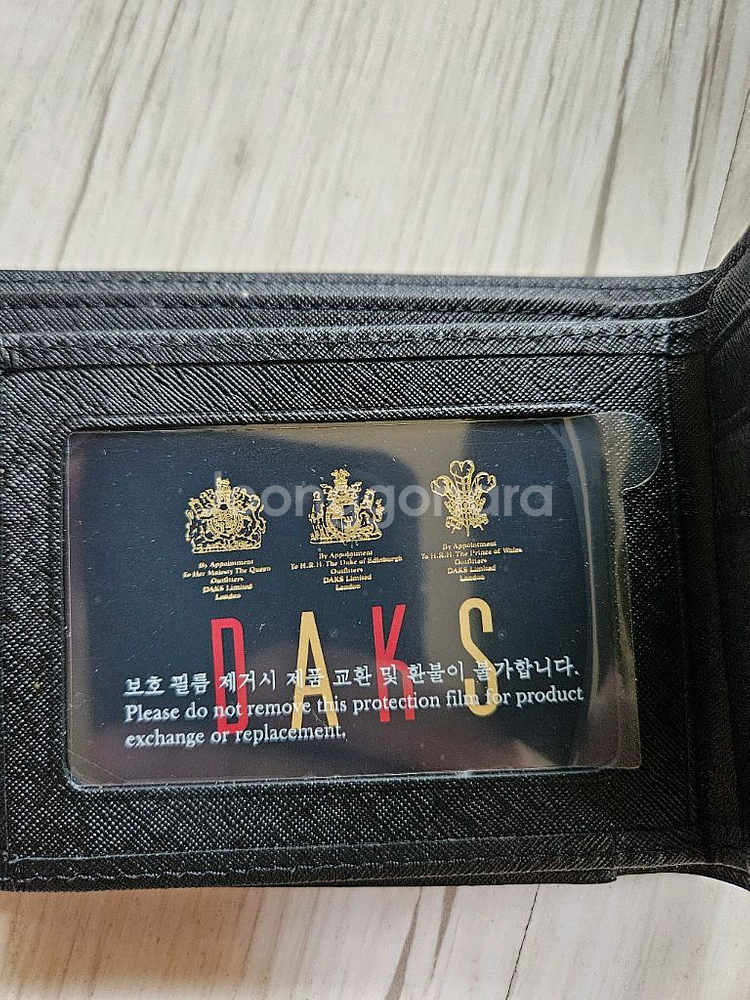 joonggonara
By Appointment
To Her Majesty The Queen
Outfitters
DAKS Limited
London
By Appointment
To H.R.H. The Duke of Edinburgh
Outfitters
DAKS Limited
London
By Appointment
To H.R.H. The Prince of Wales
Outfitters
DAKS Limited
London
DAKS
보호 필름 제거시 제품 교환 및 환불이 불가합니다.
Please do not remove this protection film for product
exchange or replacement.